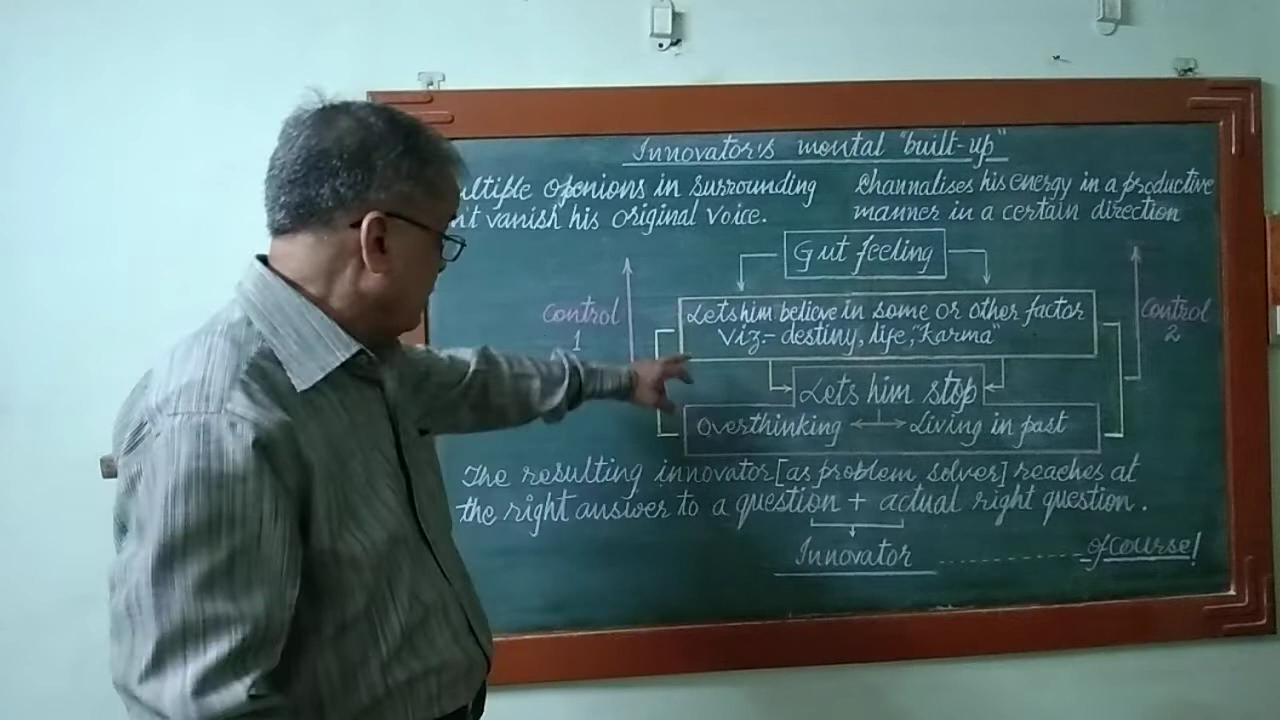 Innovator's mental "built-up"
ultiple openions in surrounding
n't vanish his original voice.
Channalises his energy in a productive
manner in a certain direction
Gut feeling
Lets him believe in some or other factor
Viz:- destiny, life, "Karma"
Control
1
Control
2
Lets him stop
Overthinking Living in past
The resulting innovator [as problem solver] reaches at
the right answer to a question + actual right question.
Innovator ............ of course!